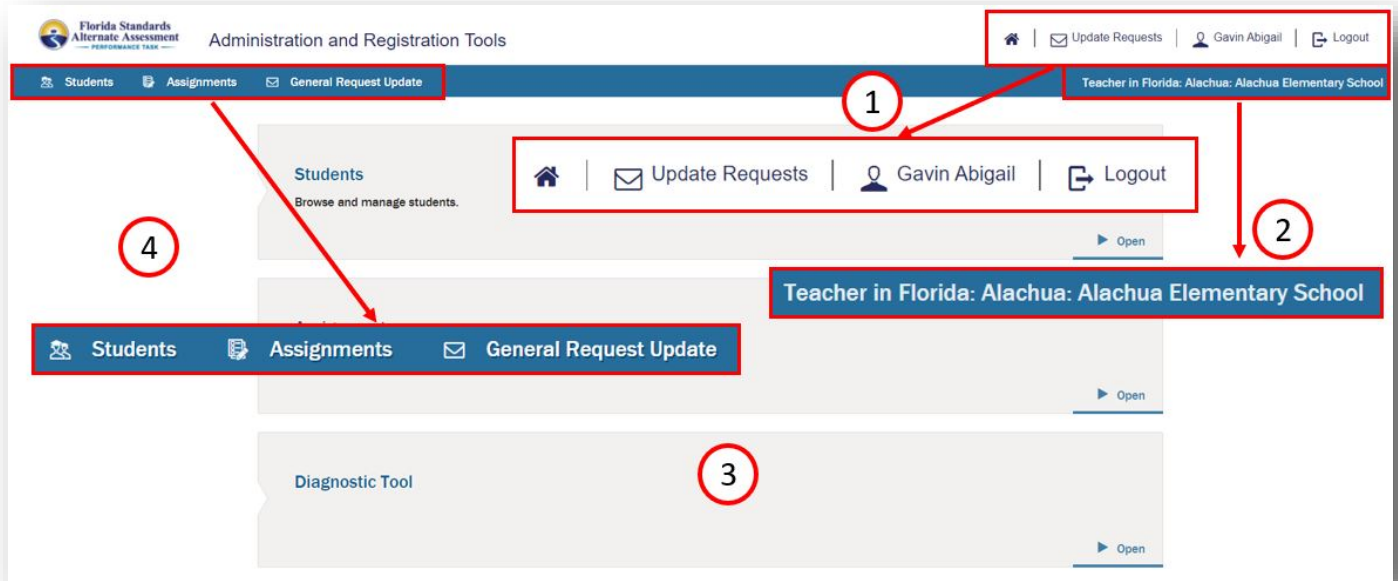 Florida Standards
Alternate Assessment
PERFORMANCE TASK
Administration and Registration Tools
Update Requests
Gavin Abigail
Logout
Students
Assignments
General Request Update
Teacher in Florida: Alachua: Alachua Elementary School
1
Students
Browse and manage students.
Update Requests
Gavin Abigail
Logout
Open
2
4
Teacher in Florida: Alachua: Alachua Elementary School
Students
Assignments
General Request Update
Open
3
Diagnostic Tool
Open